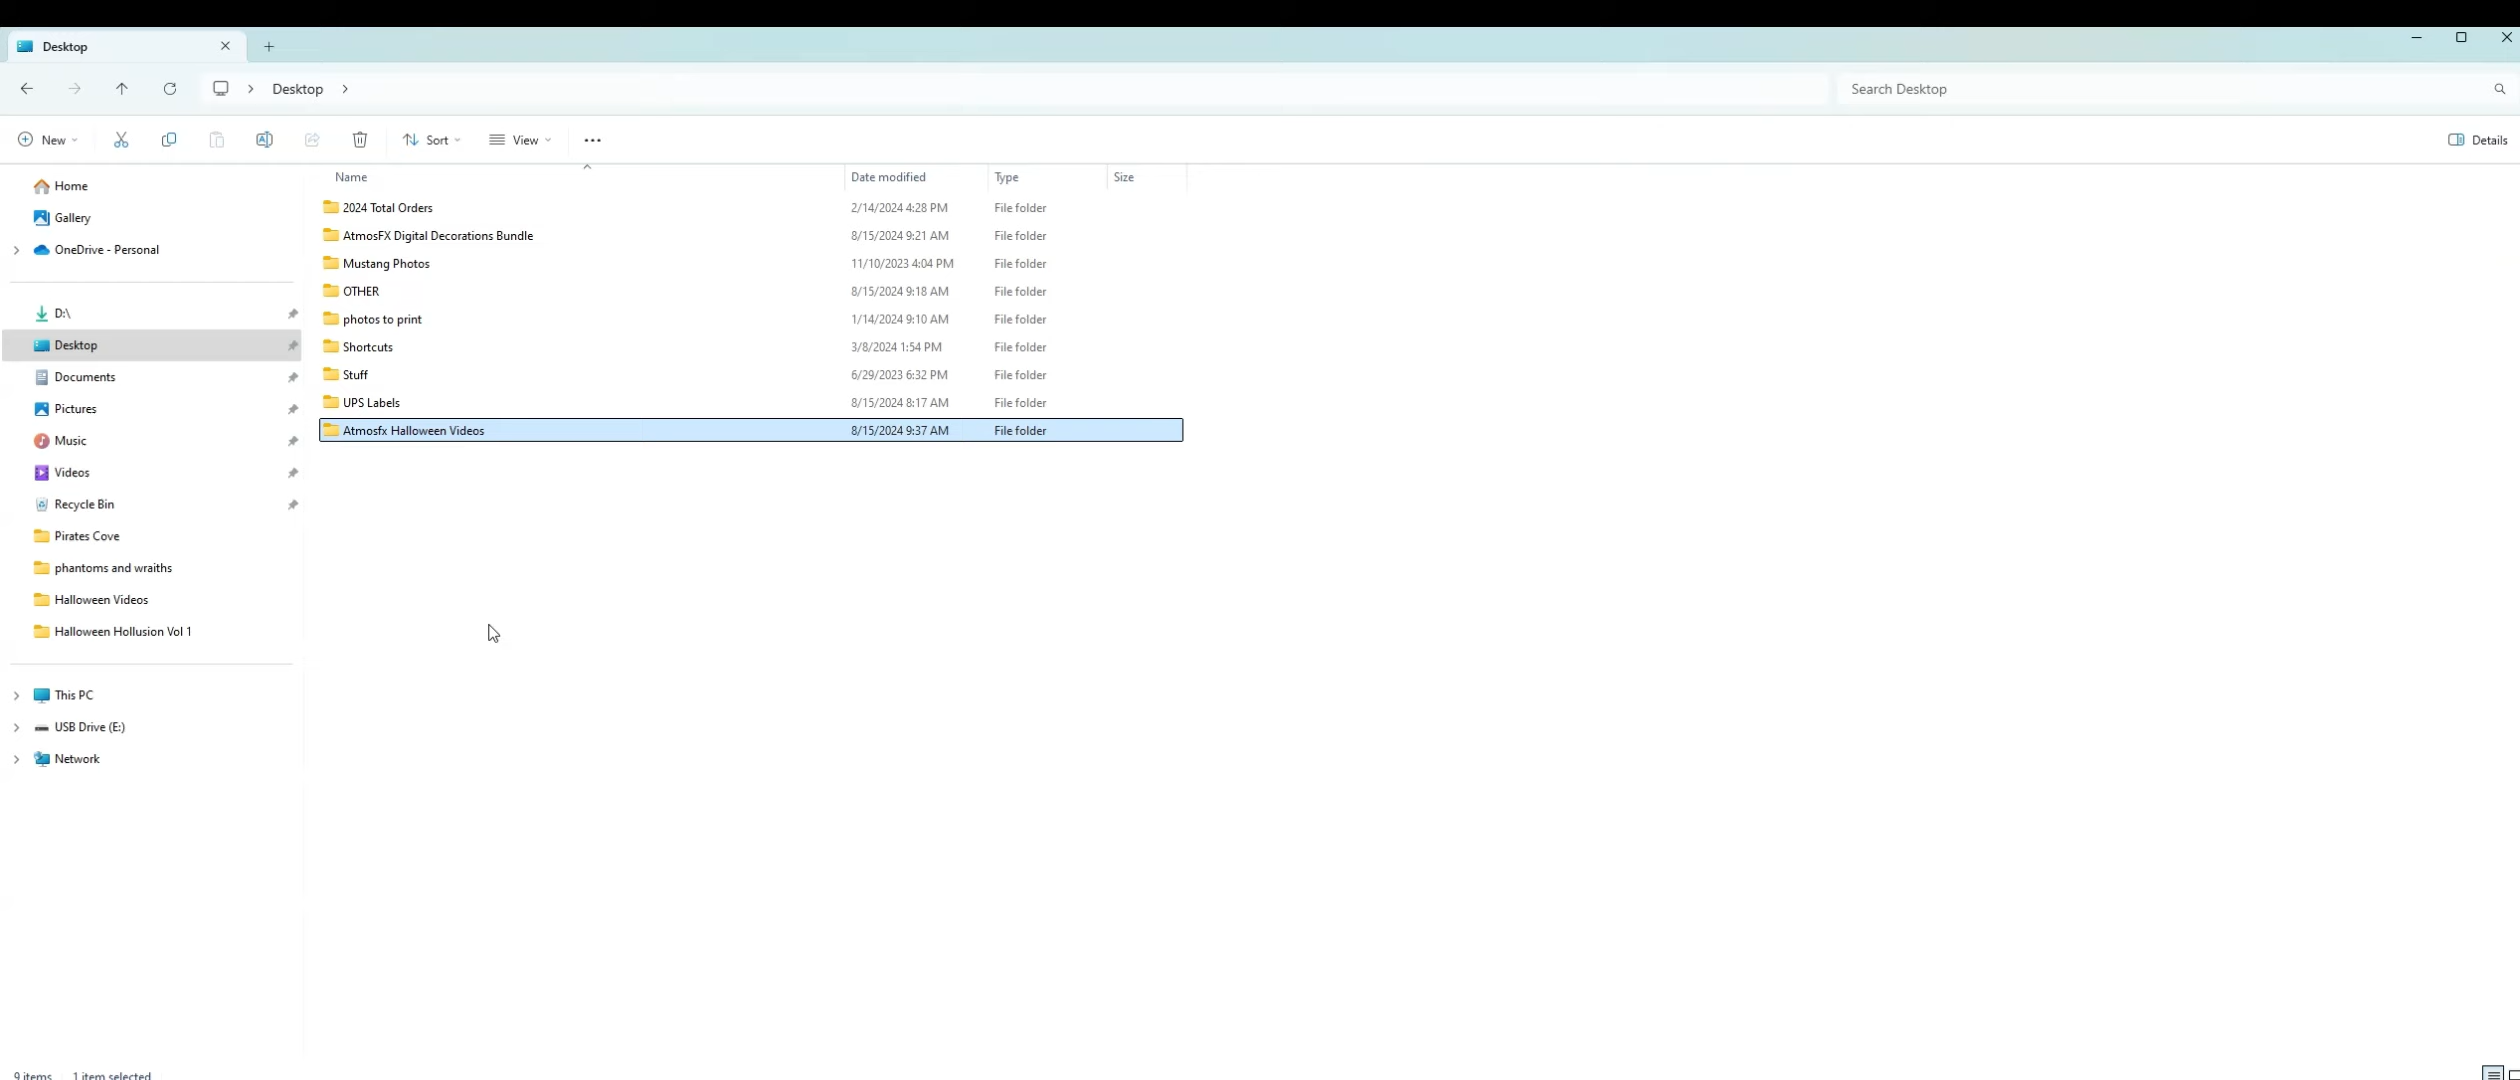 Desktop
Desktop
Search Desktop
New
Sort
View
Details
Name Date modified Type Size
Home
Gallery
OneDrive - Personal
D:\
Desktop
Documents
Pictures
Music
Videos
Recycle Bin
Pirates Cove
phantoms and wraiths
Halloween Videos
Halloween Hollusion Vol 1
This PC
USB Drive (E:)
Network
2024 Total Orders 2/14/2024 4:28 PM File folder
AtmosFX Digital Decorations Bundle 8/15/2024 9:21 AM File folder
Mustang Photos 11/10/2023 4:04 PM File folder
OTHER 8/15/2024 9:18 AM File folder
photos to print 1/14/2024 9:10 AM File folder
Shortcuts 3/8/2024 1:54 PM File folder
Stuff 6/29/2023 6:32 PM File folder
UPS Labels 8/15/2024 8:17 AM File folder
Atmosfx Halloween Videos 8/15/2024 9:37 AM File folder
9 items 1 item selected